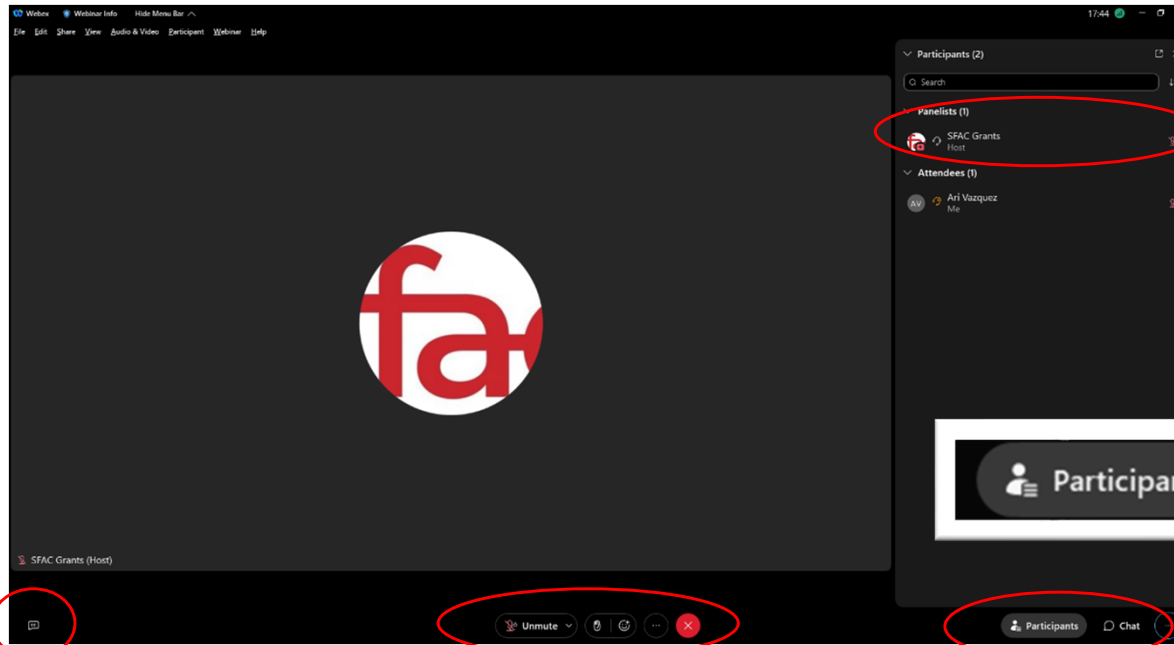 Webex Webinar Info Hide Menu Bar 17:44
File Edit Share View Audio & Video Participant Webinar Help
Participants (2)
Search
Panelists (1)
SFAC Grants
Host
Attendees (1)
AV Ari Vazquez
Me
fac
Participan
SFAC Grants (Host)
Unmute
Participants Chat